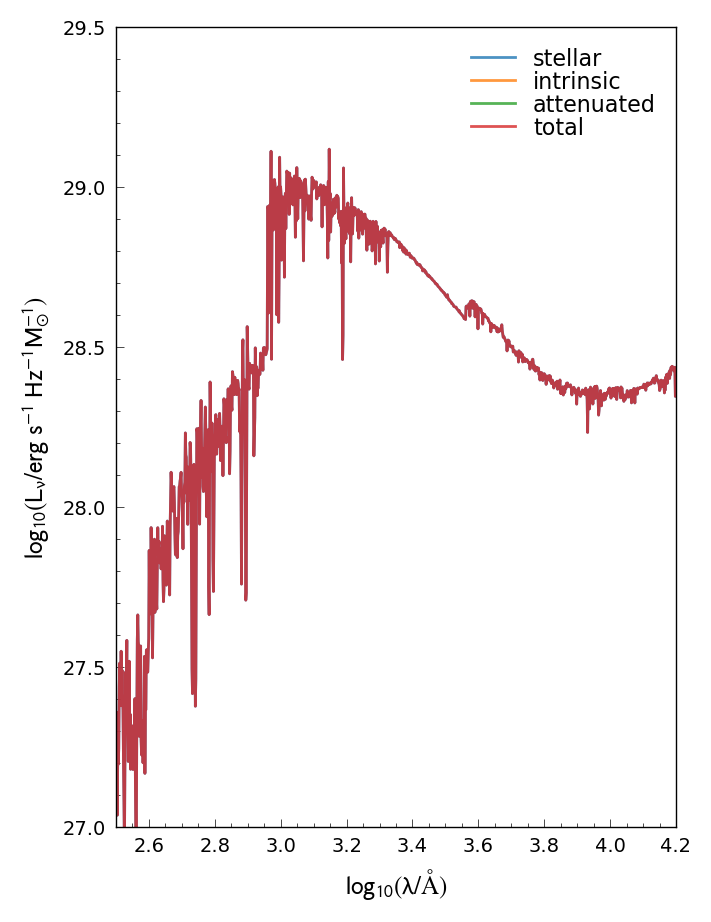 29.5
stellar
intrinsic
attenuated
total
29.0
28.5
28.0
27.5
27.0
log₁₀(Lᵥ/erg s⁻¹ Hz⁻¹M⊙⁻¹)
2.6 2.8 3.0 3.2 3.4 3.6 3.8 4.0 4.2
log₁₀(λ/Å)